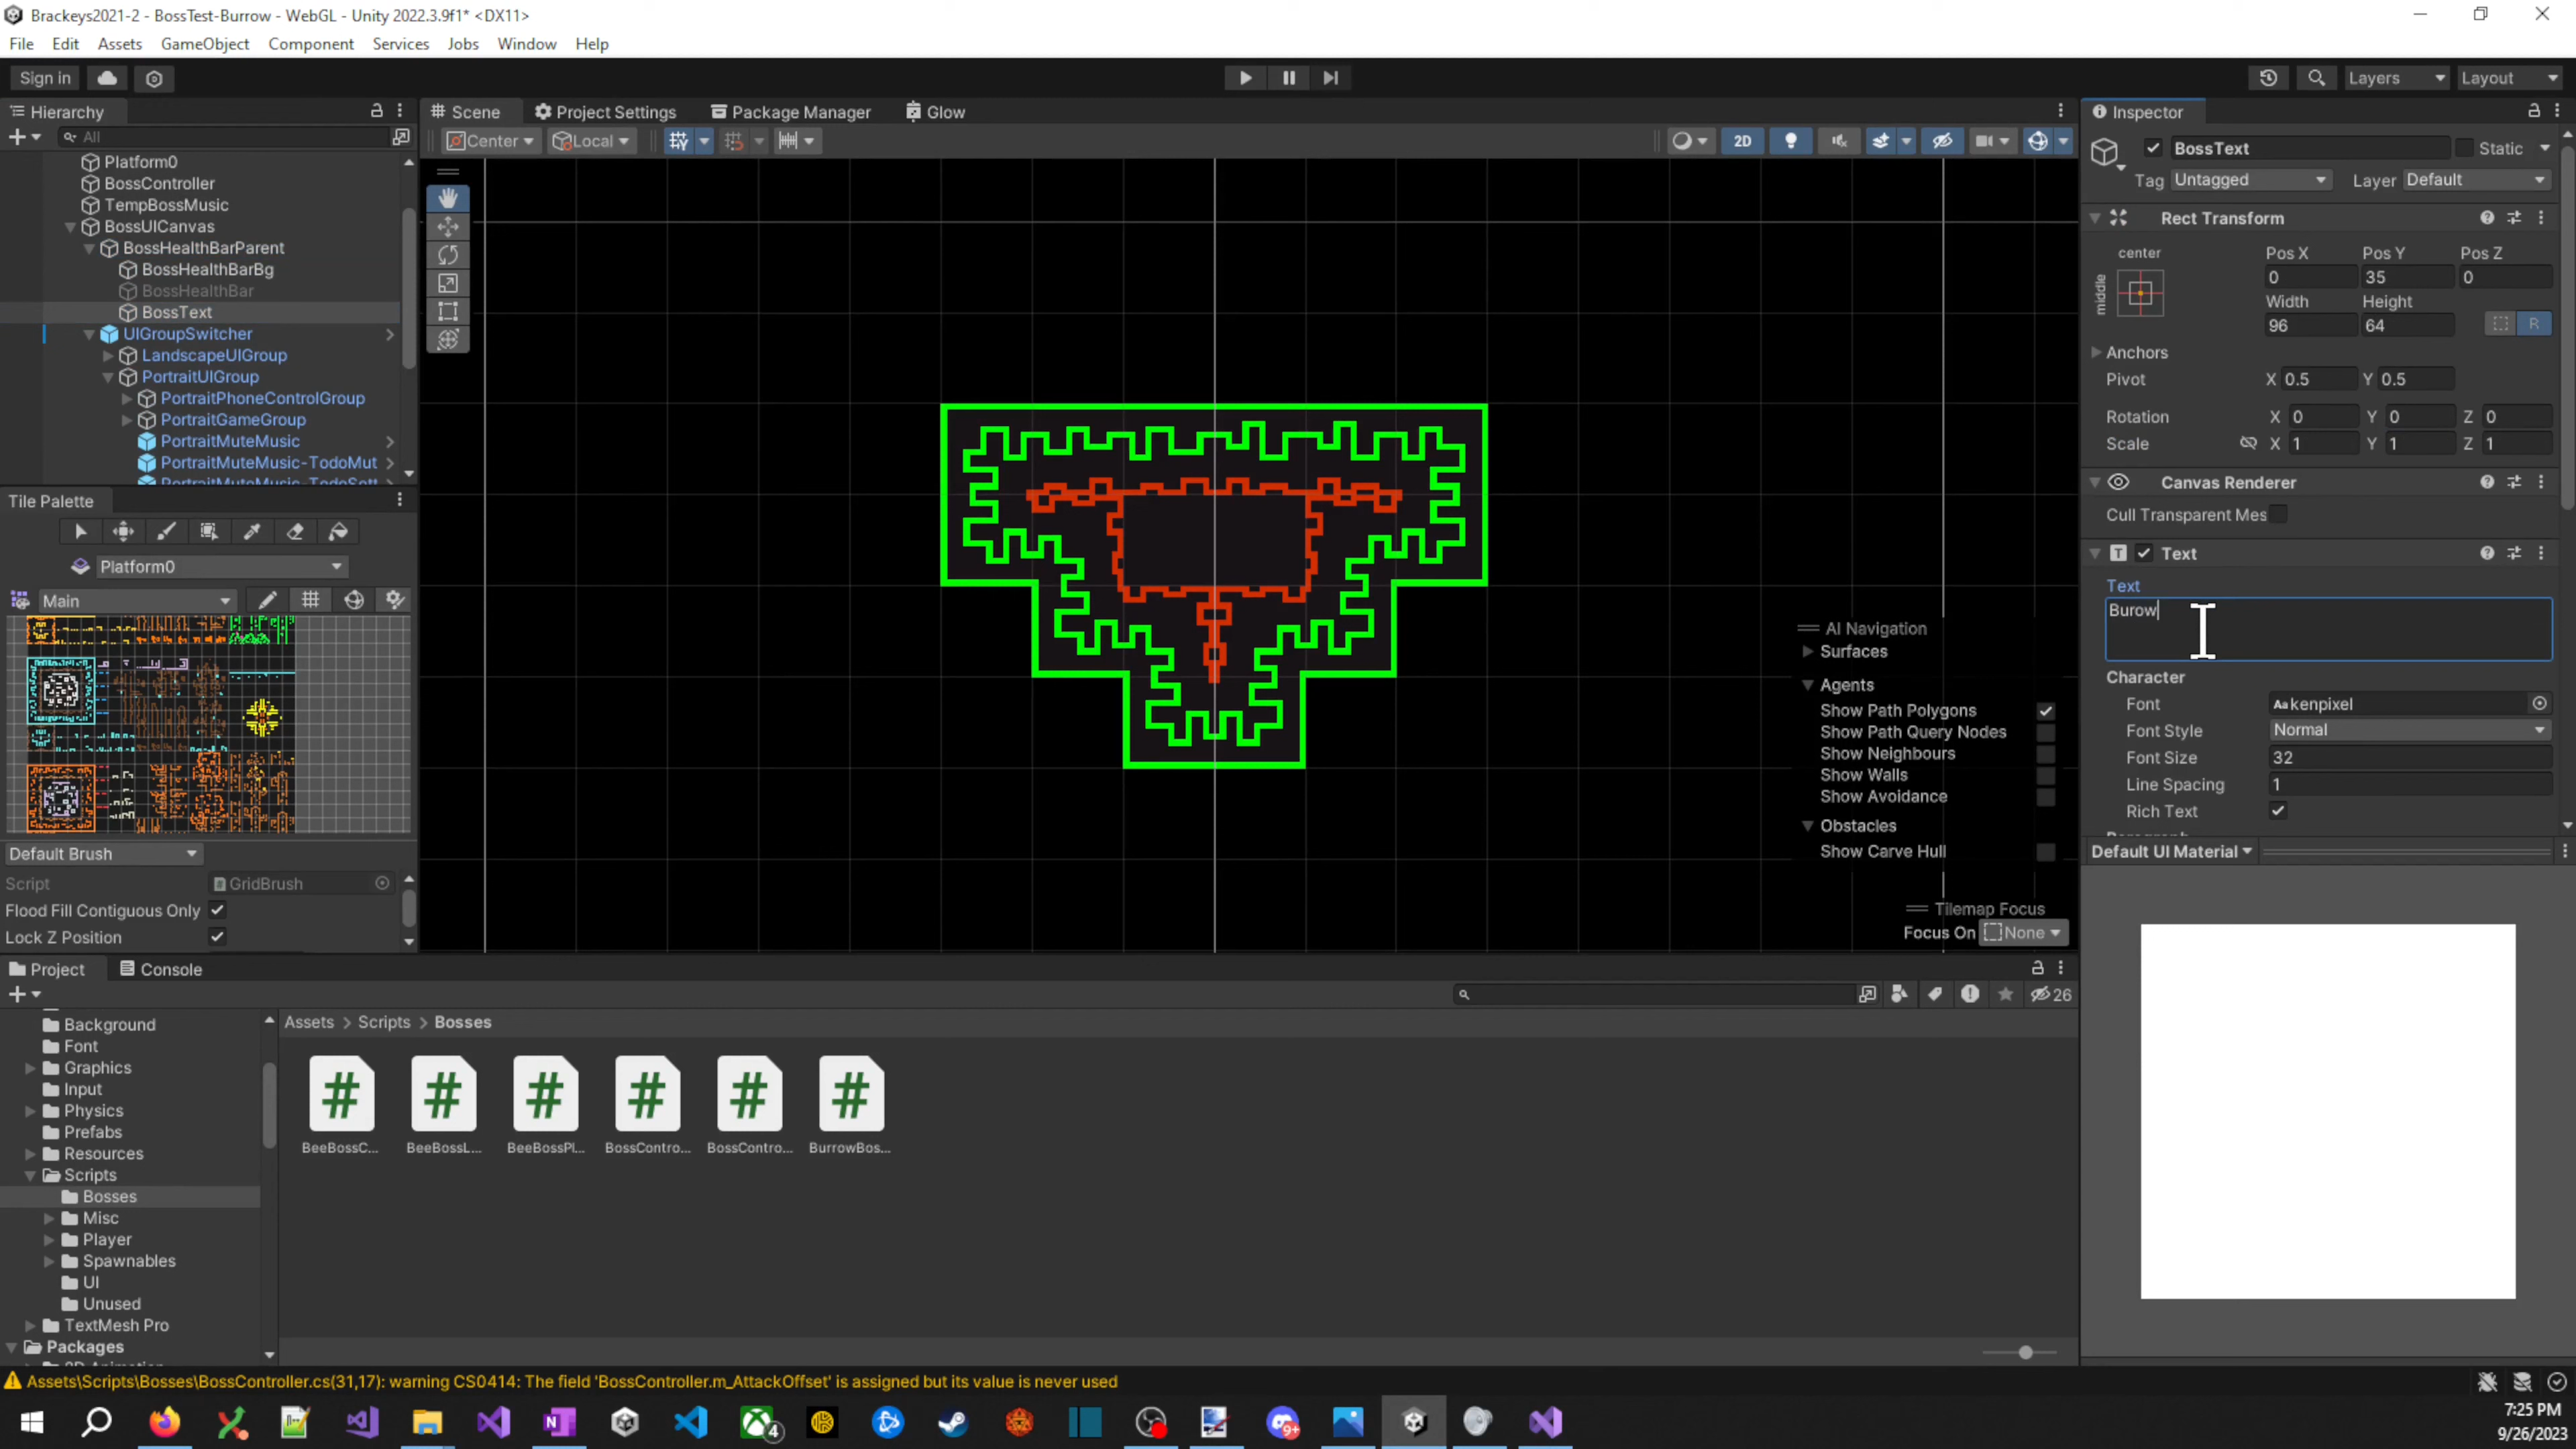 Brackeys2021-2 - BossTest-Burrow - WebGL - Unity 2022.3.9f1* <DX11>
File Edit Assets GameObject Component Services Jobs Window Help
Sign in
Layers
Layout
Hierarchy
All
Platform0
BossController
TempBossMusic
BossUICanvas
BossHealthBarParent
BossHealthBarBg
BossHealthBar
BossText
UIGroupSwitcher
LandscapeUIGroup
PortraitUIGroup
PortraitPhoneControlGroup
PortraitGameGroup
PortraitMuteMusic
PortraitMuteMusic-TodoMut
Tile Palette
Platform0
Main
Default Brush
Script GridBrush
Flood Fill Contiguous Only
Lock Z Position
Scene Project Settings Package Manager Glow
Center Local
2D
AI Navigation
Surfaces
Agents
Show Path Polygons
Show Path Query Nodes
Show Neighbours
Show Walls
Show Avoidance
Obstacles
Show Carve Hull
Tilemap Focus
Focus On None
Inspector
BossText Static
Tag Untagged Layer Default
Rect Transform
center
middle
Pos X Pos Y Pos Z
0 35 0
Width Height
96 64
R
Anchors
Pivot X 0.5 Y 0.5
Rotation X 0 Y 0 Z 0
Scale X 1 Y 1 Z 1
Canvas Renderer
Cull Transparent Mes
Text
Text
Burow
Character
Font Aa kenpixel
Font Style Normal
Font Size 32
Line Spacing 1
Rich Text
Default UI Material
Project Console
26
Background
Font
Graphics
Input
Physics
Prefabs
Resources
Scripts
Bosses
Misc
Player
Spawnables
UI
Unused
TextMesh Pro
Packages
Assets > Scripts > Bosses
BeeBossC... BeeBossL... BeeBossPl... BossContro... BossContro... BurrowBos...
Assets\Scripts\Bosses\BossController.cs(31,17): warning CS0414: The field 'BossController.m_AttackOffset' is assigned but its value is never used
4
9+
7:25 PM
9/26/2023